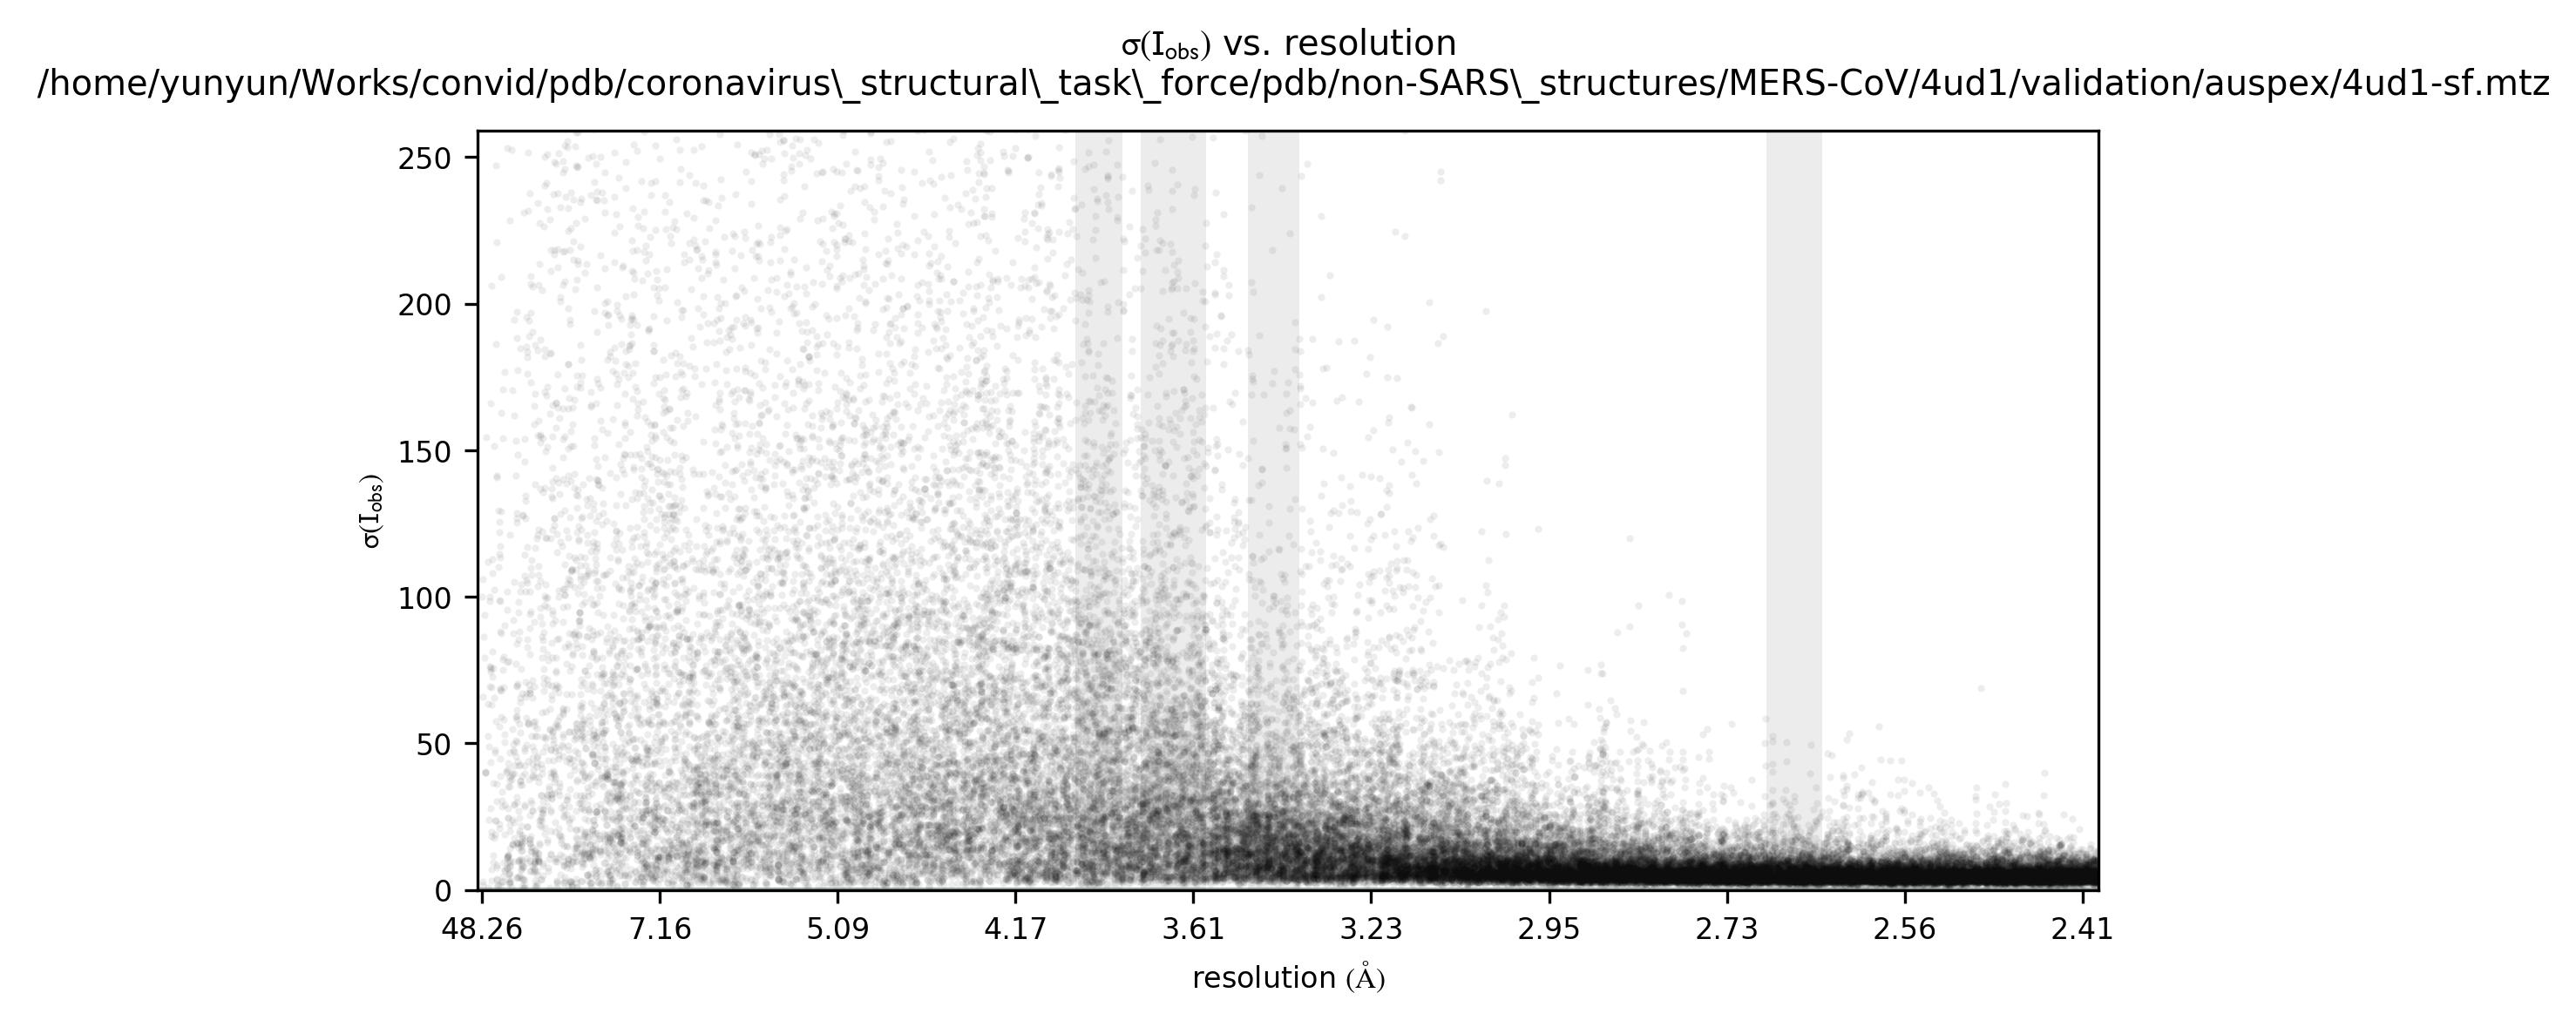 σ(I_obs) vs. resolution
/home/yunyun/Works/convid/pdb/coronavirus\_structural\_task\_force/pdb/non-SARS\_structures/MERS-CoV/4ud1/validation/auspex/4ud1-sf.mtz
250
200
150
100
50
0
σ(I_obs)
48.26 7.16 5.09 4.17 3.61 3.23 2.95 2.73 2.56 2.41
resolution (Å)